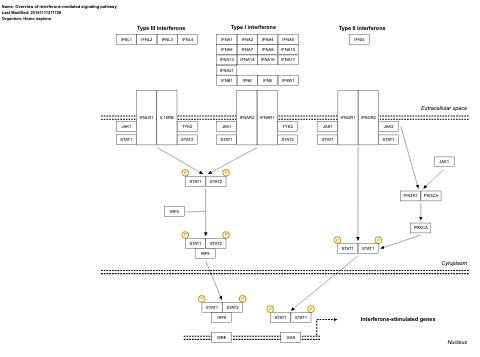 Name: Overview of interferons-mediated signaling pathway
Last Modified: 20191112117128
Organism: Homo sapiens
Type III interferons
Type I interferons
Type II interferons
IFNL1 IFNL2 IFNL3 IFNL4
IFNA1 IFNA2 IFNA4 IFNA5
IFNG
IFNA6 IFNA7 IFNA8 IFNA10
IFNA13 IFNA14 IFNA16 IFNA17
IFNA21
IFNB1 IFNK IFNE IFNW1
Extracellular space
IFNLR1 IL10RB
IFNAR2 IFNAR1
IFNGR1 IFNGR2
JAK1 TYK2 JAK1 TYK2 JAK1 JAK2
STAT1 STAT2 STAT1 STAT2 STAT1 STAT1
JAK1
P P
STAT1 STAT2
PIK3R1 PIK3CA
IRF9
PRKCA
P P
STAT1 STAT2
IRF9
P P
STAT1 STAT1
Cytoplasm
P P
STAT1 STAT2
IRF9
P P
STAT1 STAT1
Interferons-stimulated genes
ISRE
GAS
Nucleus